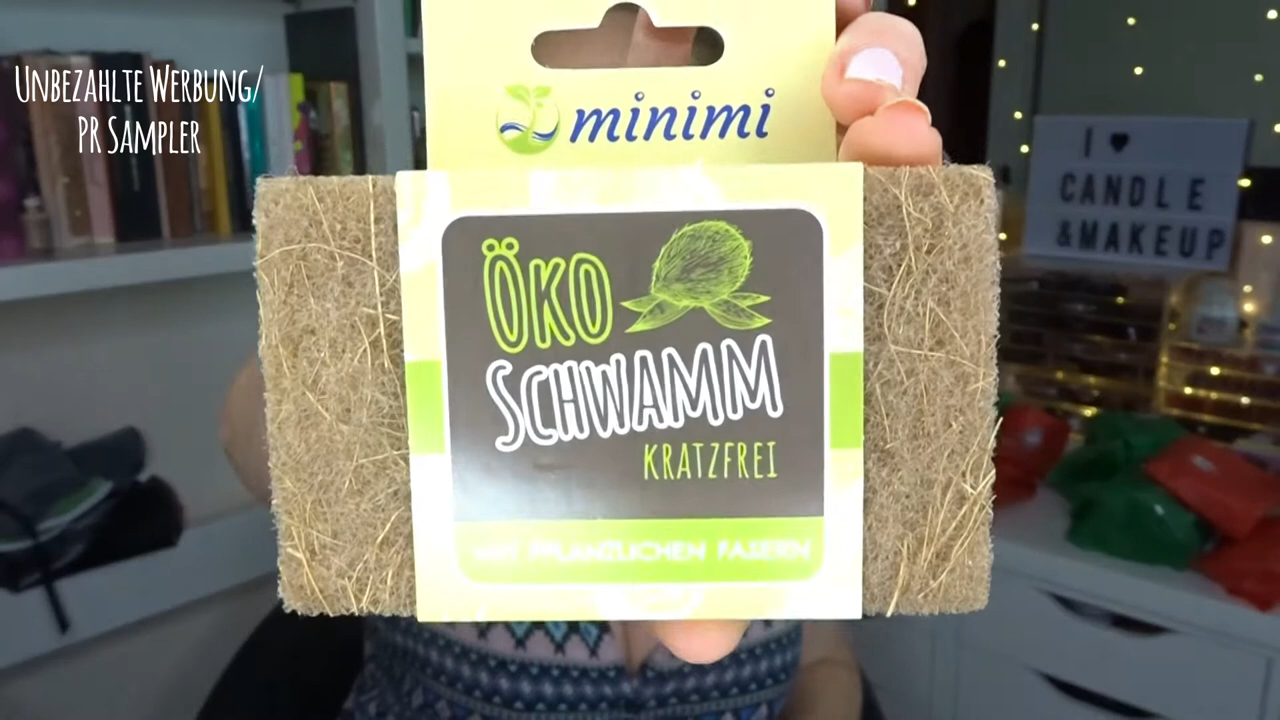 UNBEZAHLTE WERBUNG/
PR SAMPLER
minimi
ÖKO
SCHWAMM
KRATZFREI
MIT PFLANZLICHEN FASERN
I ♥
CANDLE
&MAKEUP